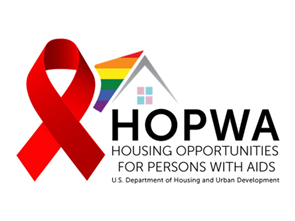 HOPWA
HOUSING OPPORTUNITIES
FOR PERSONS WITH AIDS
U.S. Department of Housing and Urban Development